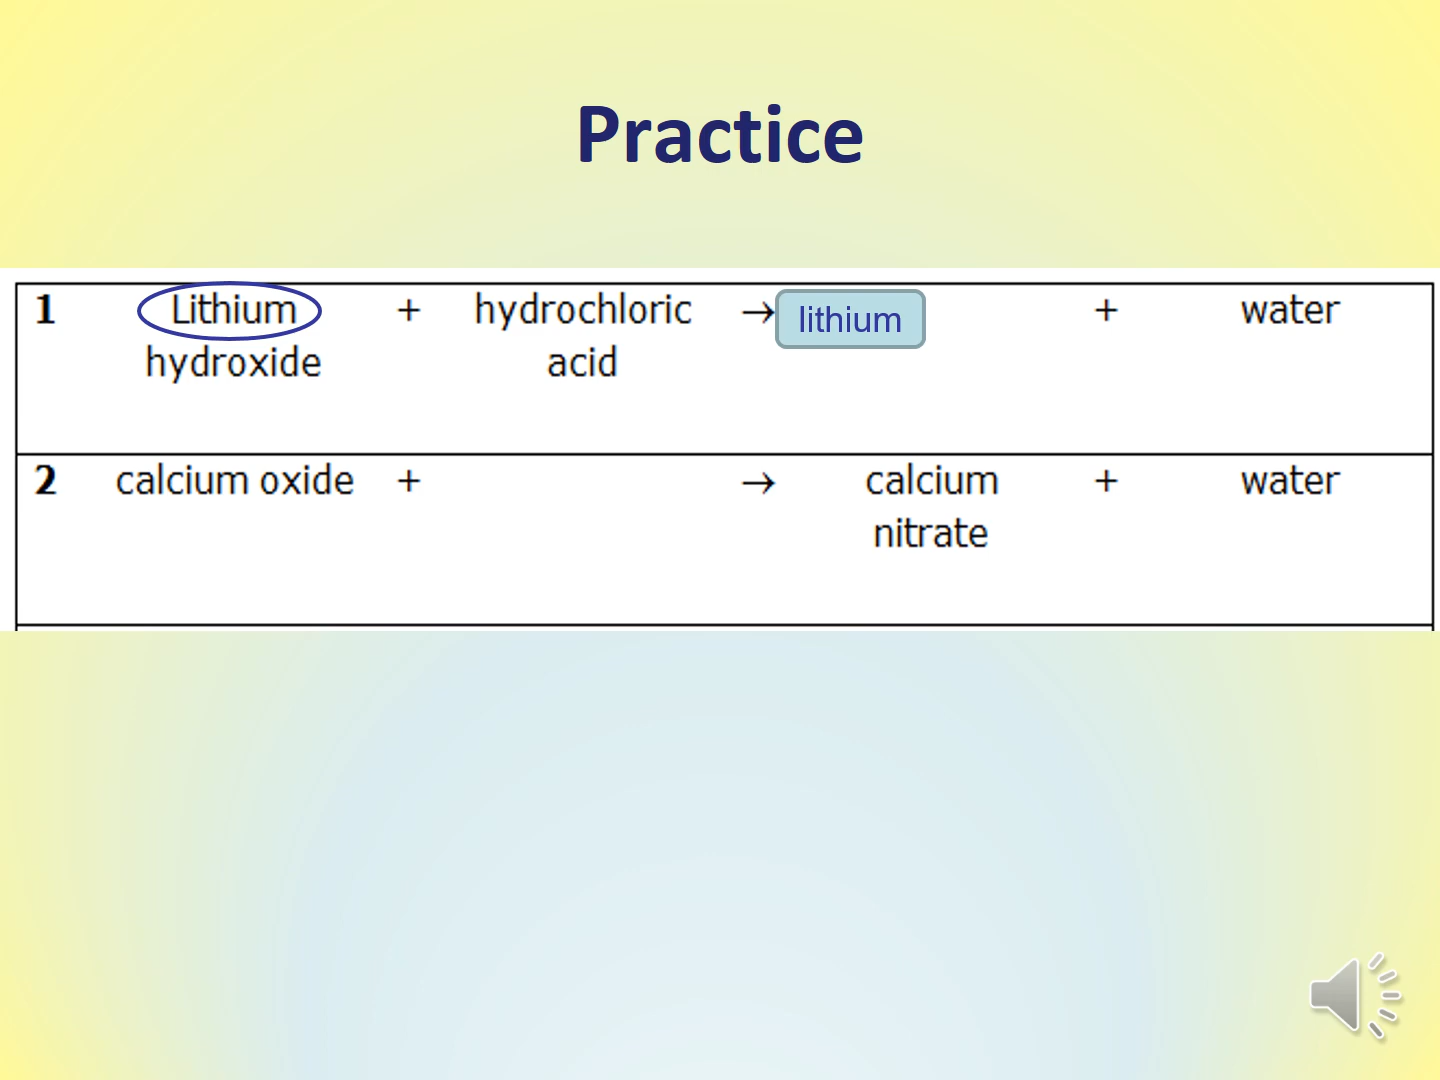 Practice
1 Lithium + hydrochloric → lithium + water
hydroxide acid
2 calcium oxide + → calcium + water
nitrate